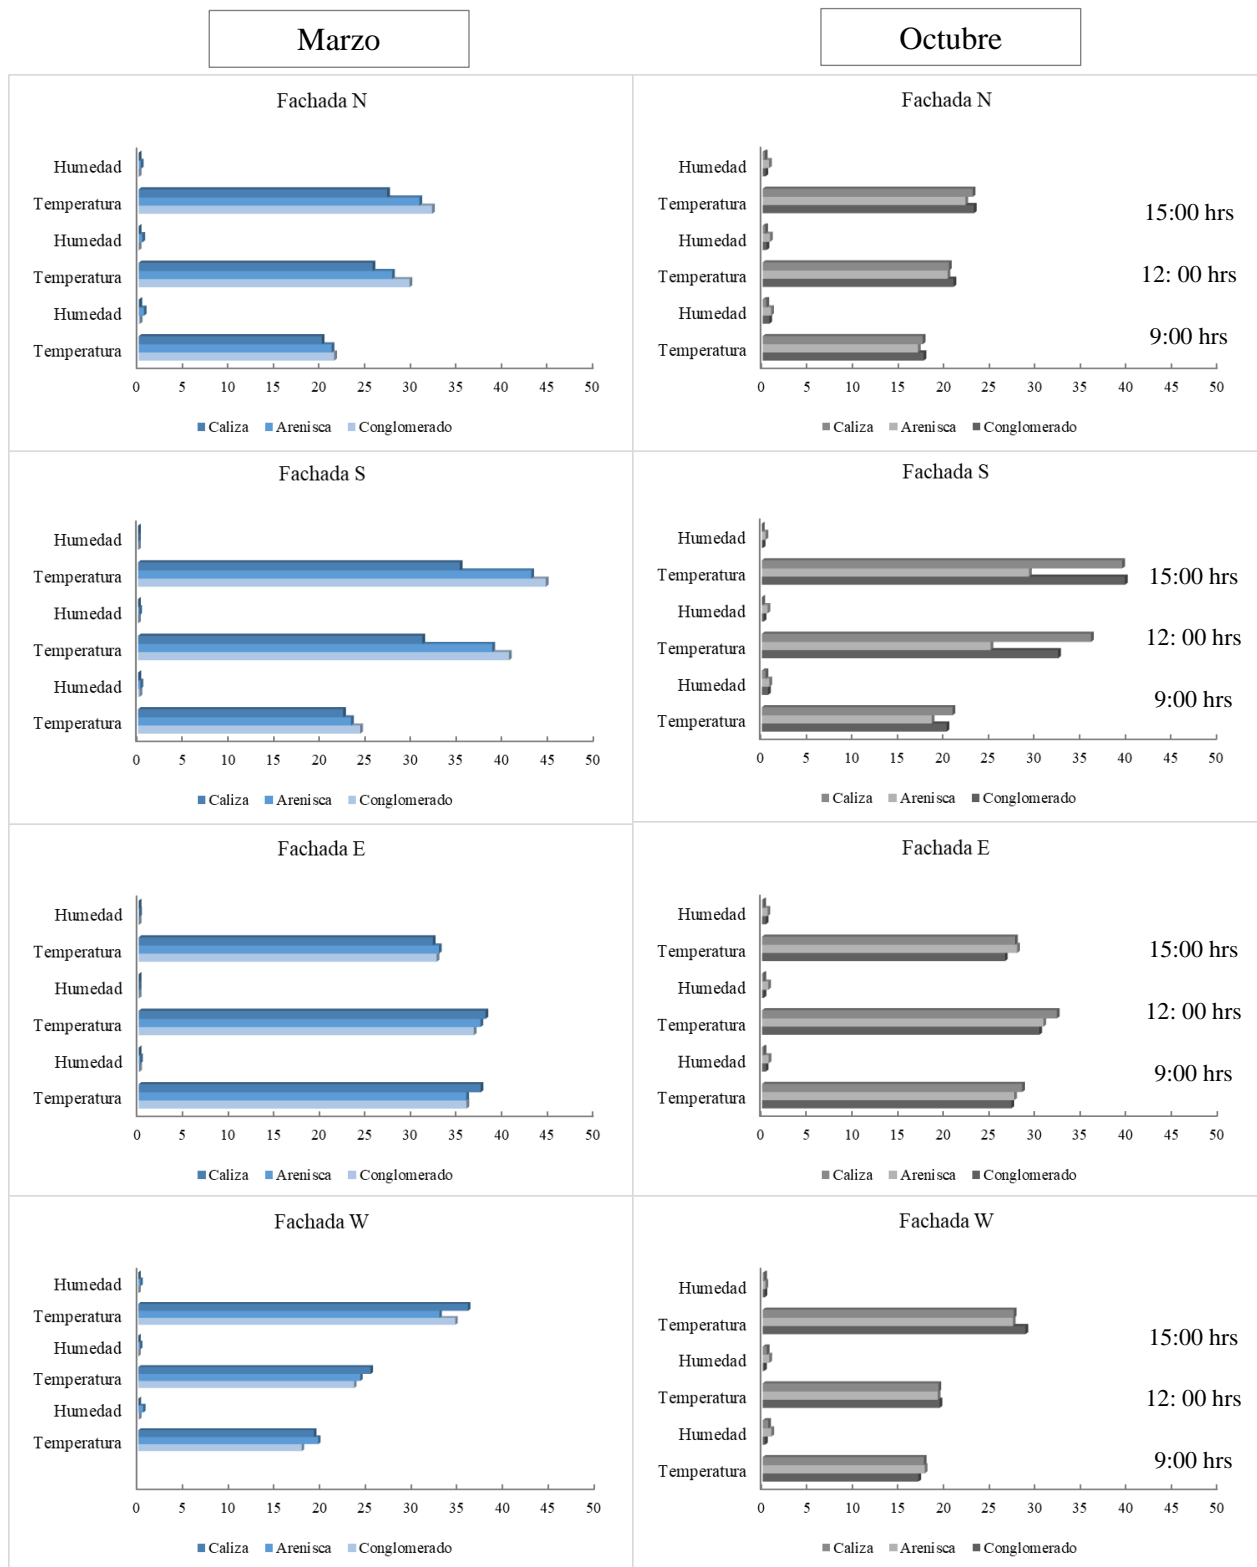 Marzo
Octubre
Fachada N
Humedad
Temperatura
Humedad
Temperatura
Humedad
Temperatura
0 5 10 15 20 25 30 35 40 45 50
Caliza Arenisca Conglomerado
Fachada N
Humedad
Temperatura
Humedad
Temperatura
Humedad
Temperatura
15:00 hrs
12: 00 hrs
9:00 hrs
0 5 10 15 20 25 30 35 40 45 50
Caliza Arenisca Conglomerado
Fachada S
Humedad
Temperatura
Humedad
Temperatura
Humedad
Temperatura
0 5 10 15 20 25 30 35 40 45 50
Caliza Arenisca Conglomerado
Fachada S
Humedad
Temperatura
Humedad
Temperatura
Humedad
Temperatura
15:00 hrs
12: 00 hrs
9:00 hrs
0 5 10 15 20 25 30 35 40 45 50
Caliza Arenisca Conglomerado
Fachada E
Humedad
Temperatura
Humedad
Temperatura
Humedad
Temperatura
0 5 10 15 20 25 30 35 40 45 50
Caliza Arenisca Conglomerado
Fachada E
Humedad
Temperatura
Humedad
Temperatura
Humedad
Temperatura
15:00 hrs
12: 00 hrs
9:00 hrs
0 5 10 15 20 25 30 35 40 45 50
Caliza Arenisca Conglomerado
Fachada W
Humedad
Temperatura
Humedad
Temperatura
Humedad
Temperatura
0 5 10 15 20 25 30 35 40 45 50
Caliza Arenisca Conglomerado
Fachada W
Humedad
Temperatura
Humedad
Temperatura
Humedad
Temperatura
15:00 hrs
12: 00 hrs
9:00 hrs
0 5 10 15 20 25 30 35 40 45 50
Caliza Arenisca Conglomerado